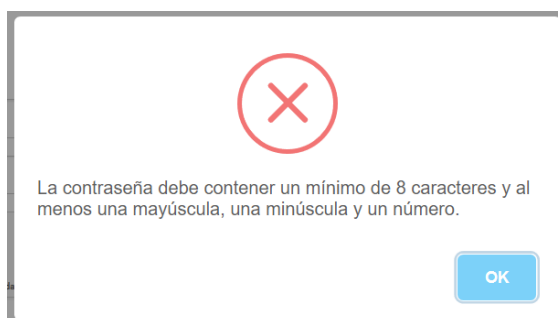 La contraseña debe contener un mínimo de 8 caracteres y al
menos una mayúscula, una minúscula y un número.
OK